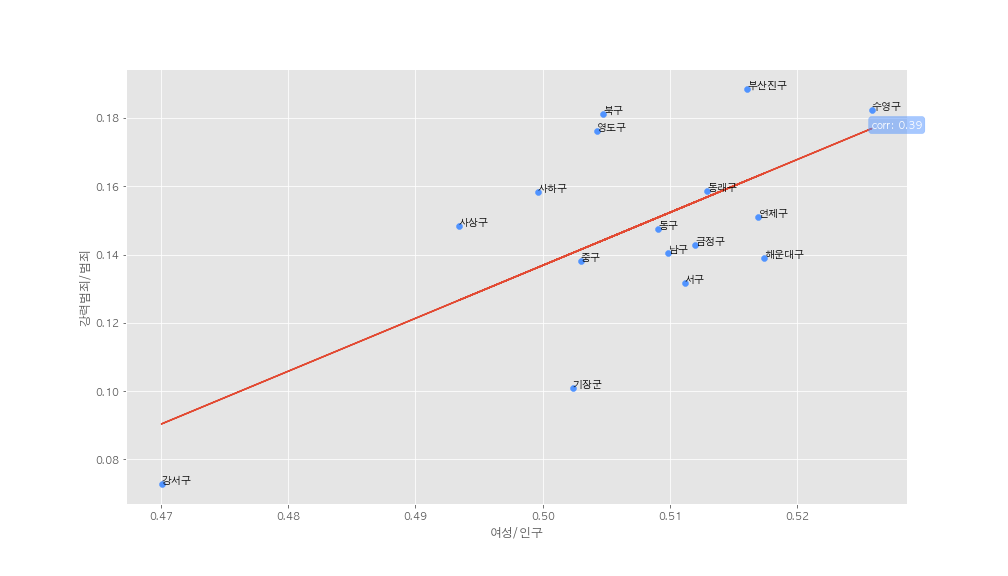 부산진구
수영구
북구
corr: 0.39
영도구
사하구
동래구
사상구
연제구
동구
금정구
남구
해운대구
중구
서구
기장군
강서구
0.18
0.16
0.14
0.12
0.10
0.08
강력범죄/범죄
0.47
0.48
0.49
0.50
0.51
0.52
여성/인구